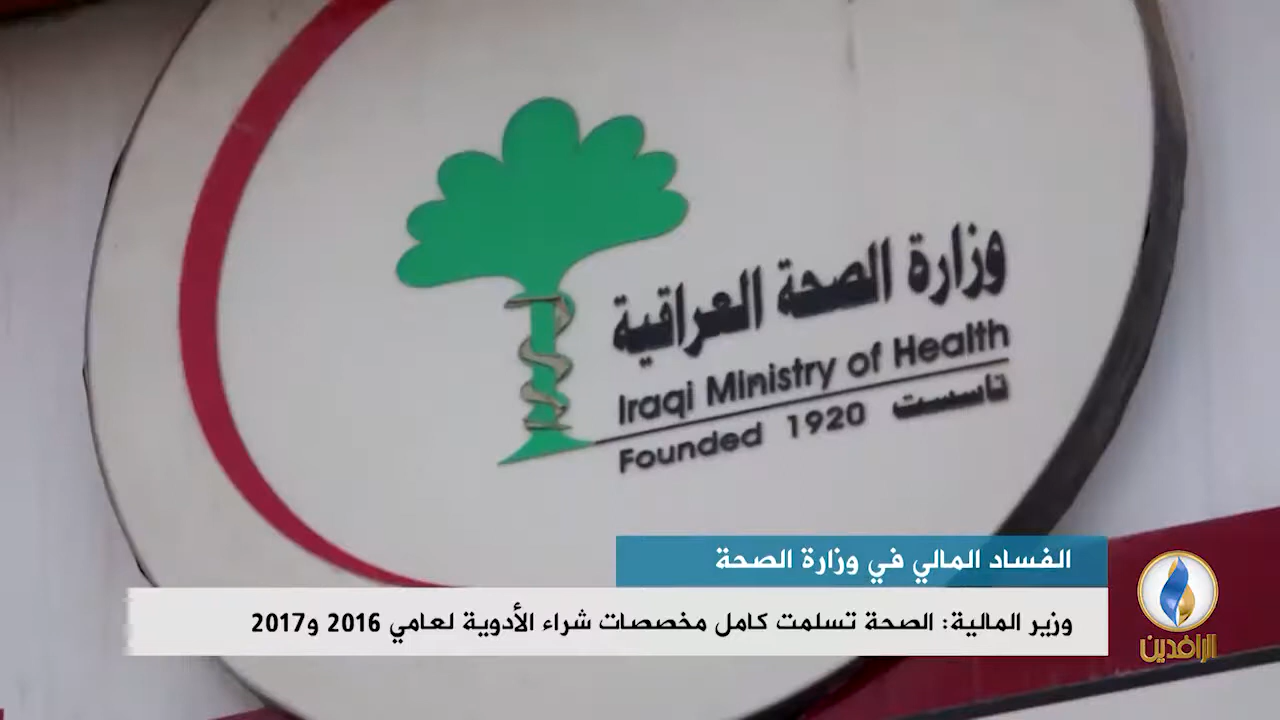 وزارة الصحة العراقية
Iraqi Ministry of Health
Founded 1920 تاسست
الفساد المالي في وزارة الصحة
وزير المالية: الصحة تسلمت كامل مخصصات شراء الأدوية لعامي 2016 و2017
الرافدين